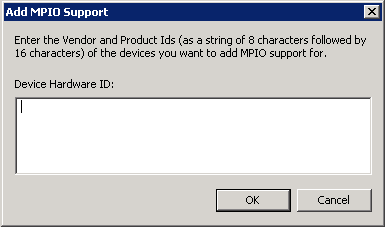 Add MPIO Support
Enter the Vendor and Product Ids (as a string of 8 characters followed by
16 characters) of the devices you want to add MPIO support for.
Device Hardware ID:
OK
Cancel